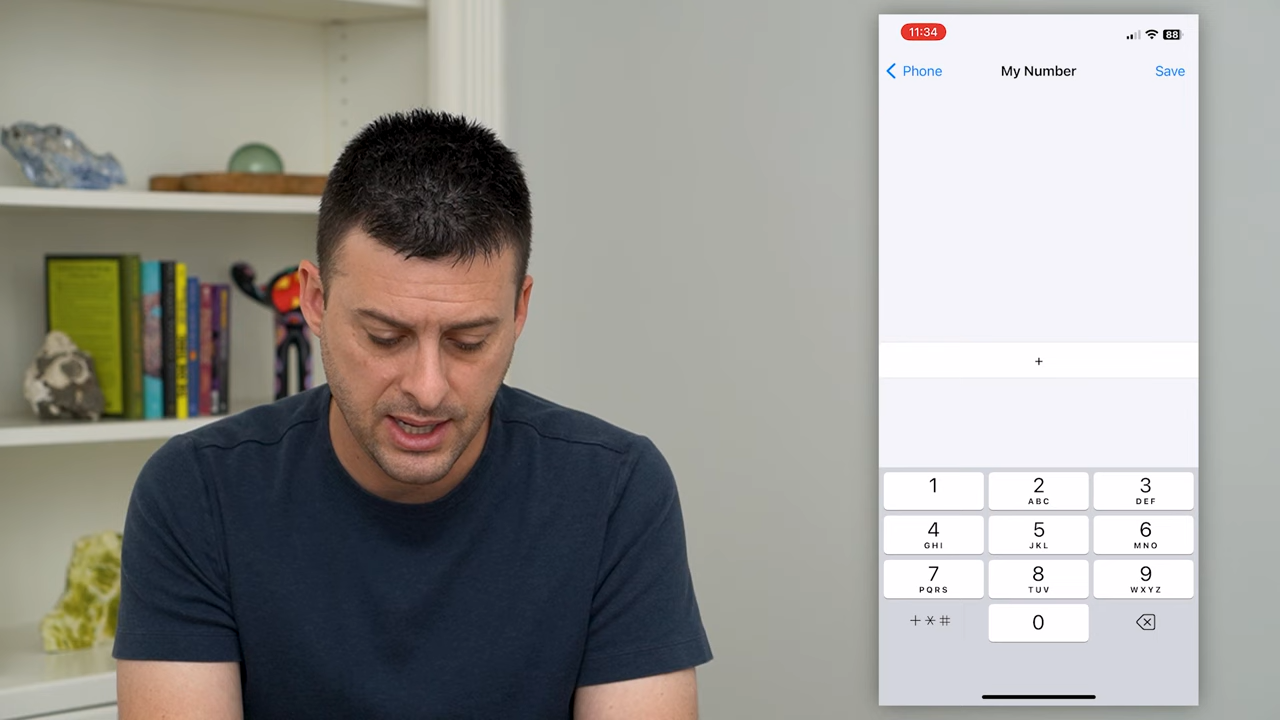 11:34
88
Phone
My Number
Save
+
1
2
ABC
3
DEF
4
GHI
5
JKL
6
MNO
7
PQRS
8
TUV
9
WXYZ
+*#
0